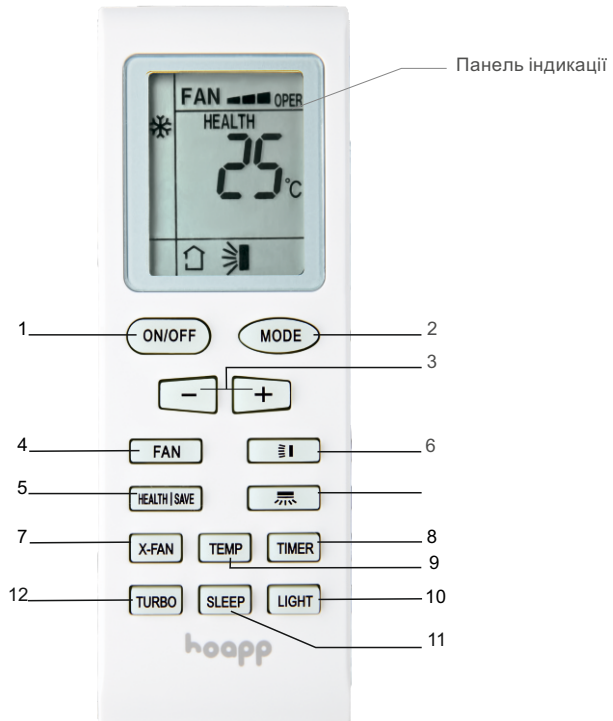 Панель індикації
FAN OPER
HEALTH
25 °C
1 ON/OFF MODE 2
3
− +
4 FAN 6
5 HEALTH | SAVE
7 X-FAN TEMP TIMER 8
9
12 TURBO SLEEP LIGHT 10
11
hoapp